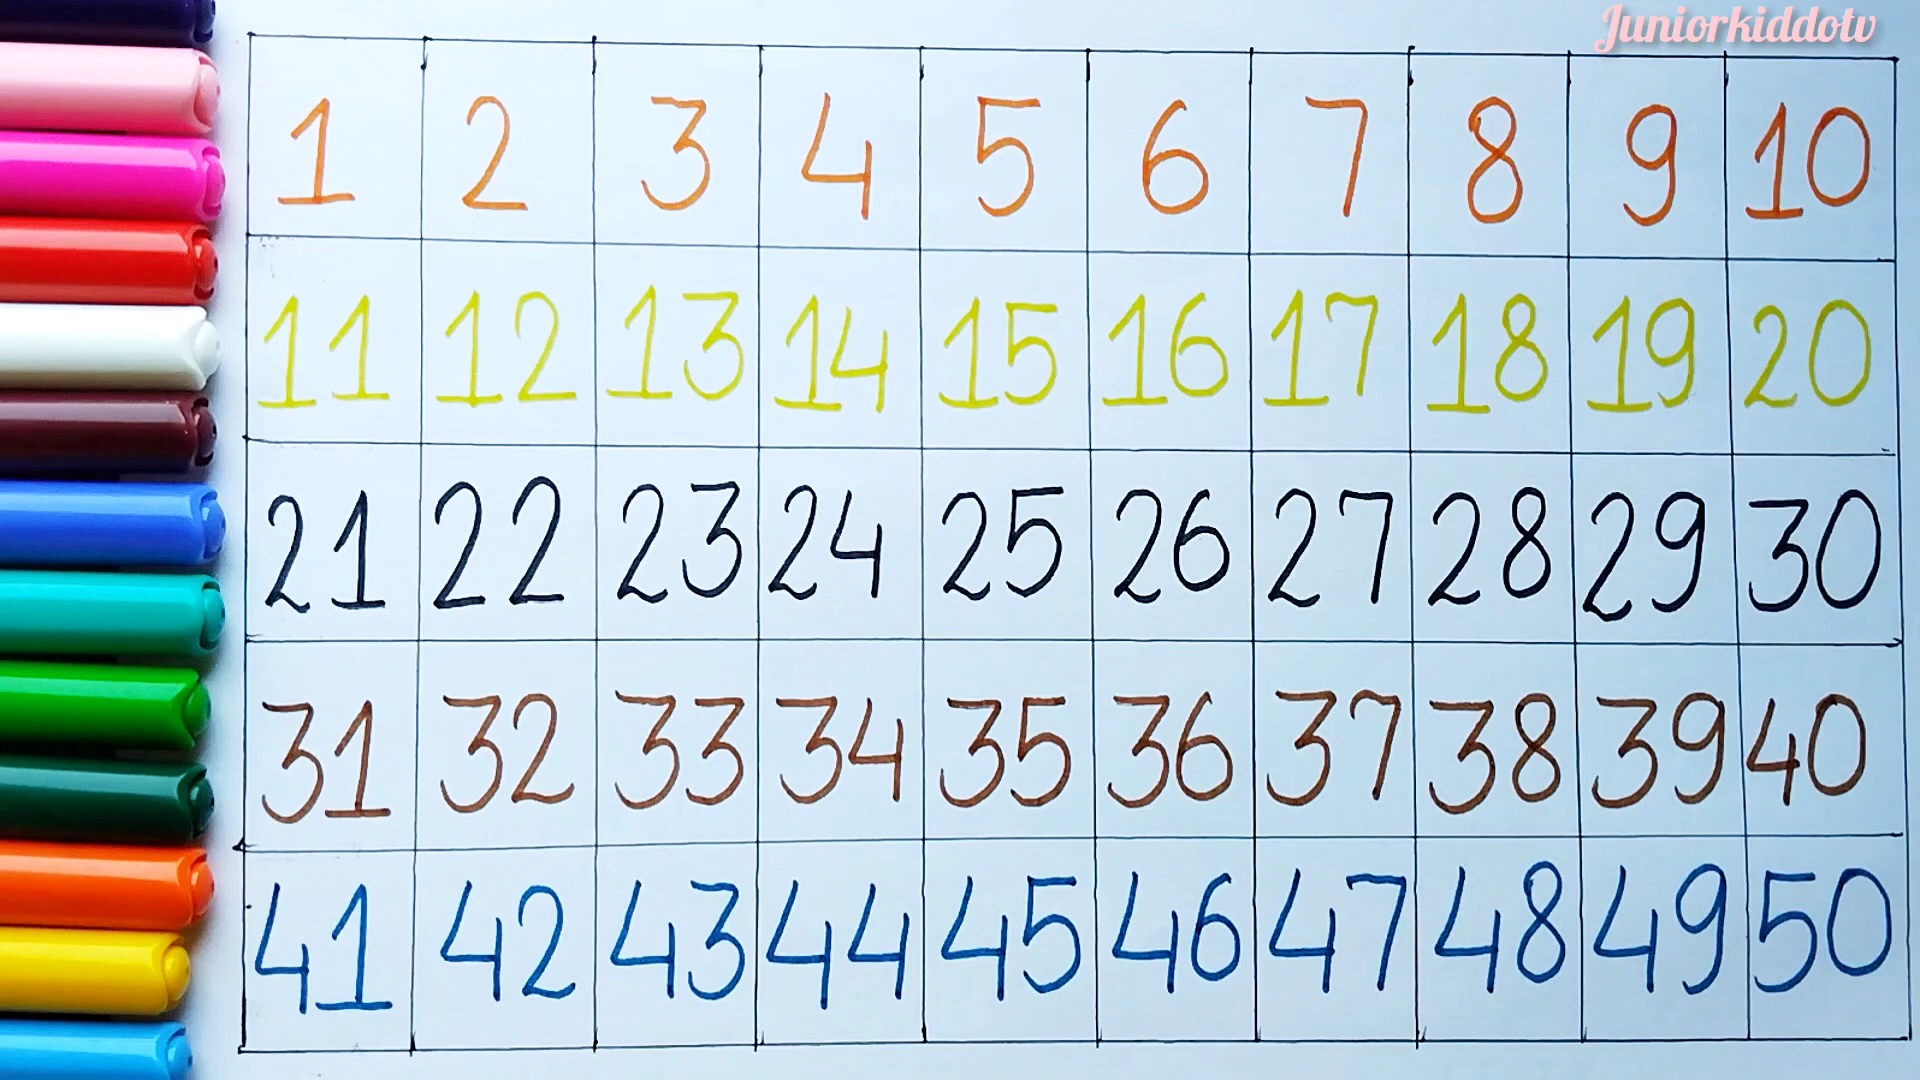 Juniorkiddotv
1 2 3 4 5 6 7 8 9 10
11 12 13 14 15 16 17 18 19 20
21 22 23 24 25 26 27 28 29 30
31 32 33 34 35 36 37 38 39 40
41 42 43 44 45 46 47 48 49 50